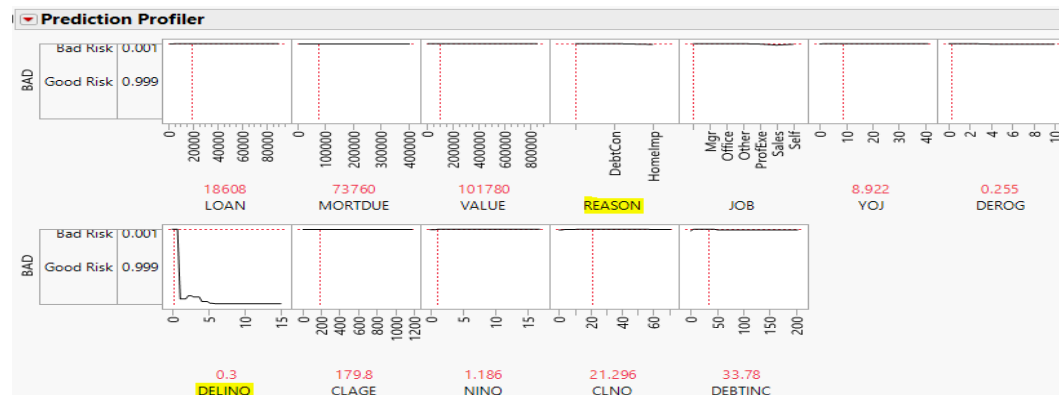 Prediction Profiler
BAD
Bad Risk 0.001
Good Risk 0.999
0 20000 40000 60000 80000
0 100000 200000 300000 400000
0 200000 400000 600000 800000
DebtCon HomeImp
Mgr Office Other ProfExe Sales Self
0 10 20 30 40
0 2 4 6 8 10
18608 73760 101780 8.922 0.255
LOAN MORTDUE VALUE REASON JOB YOJ DEROG
BAD
Bad Risk 0.001
Good Risk 0.999
0 5 10 15
0 200 400 600 800 1000 1200
0 5 10 15
0 20 40 60
0 50 100 150 200
0.3 179.8 1.186 21.296 33.78
DELINQ CLAGE NINQ CLNO DEBTINC